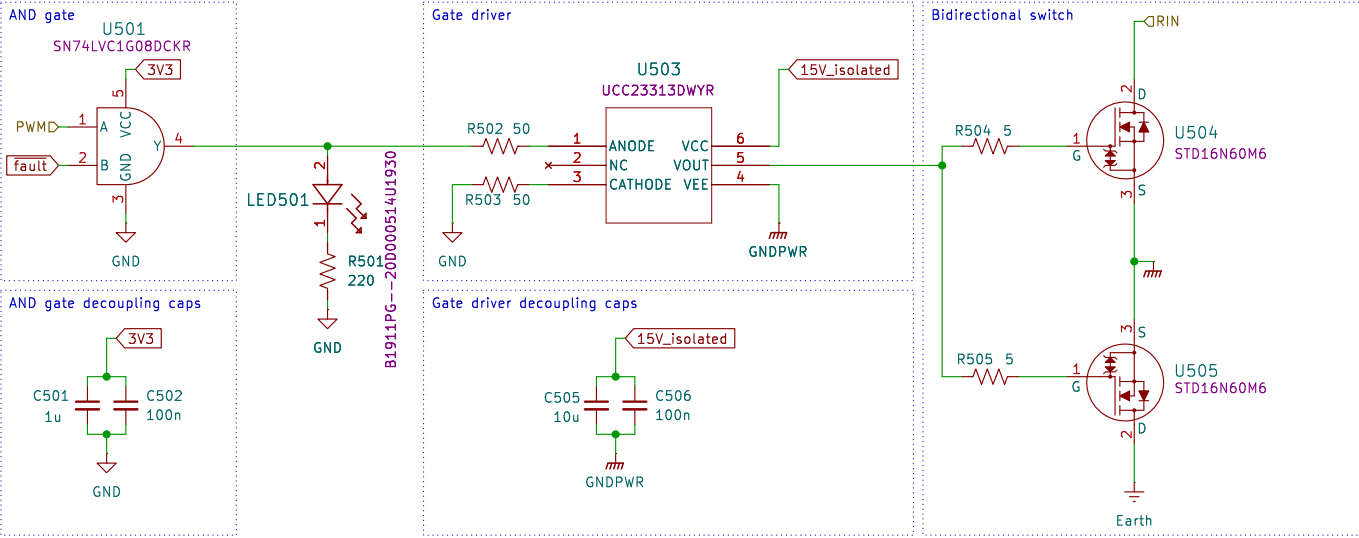 AND gate
U501
SN74LVC1G08DCKR
3V3
5
VCC
PWM
1
A
fault
2
B
Y
4
GND
3
GND
2
LED501
1
B1911PG--20D000514U1930
R501
220
GND
AND gate decoupling caps
3V3
C501
1u
C502
100n
GND
Gate driver
U503
UCC23313DWYR
15V_isolated
R502 50
1
ANODE
2
NC
3
CATHODE
R503 50
GND
VCC
6
VOUT
5
VEE
4
GNDPWR
Gate driver decoupling caps
15V_isolated
C505
10u
C506
100n
GNDPWR
Bidirectional switch
RIN
2
D
R504 5
1
G
U504
STD16N60M6
3
S
3
S
R505 5
1
G
U505
STD16N60M6
D
2
Earth